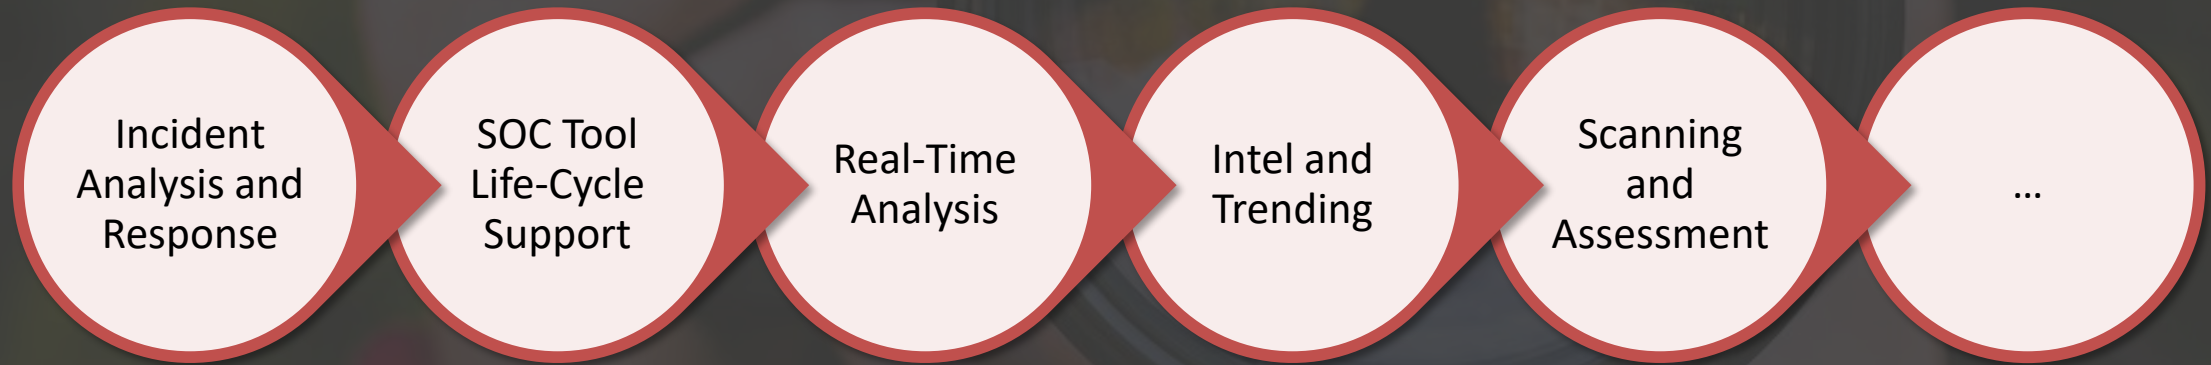 Incident
Analysis and
Response
SOC Tool
Life-Cycle
Support
Real-Time
Analysis
Intel and
Trending
Scanning
and
Assessment
…